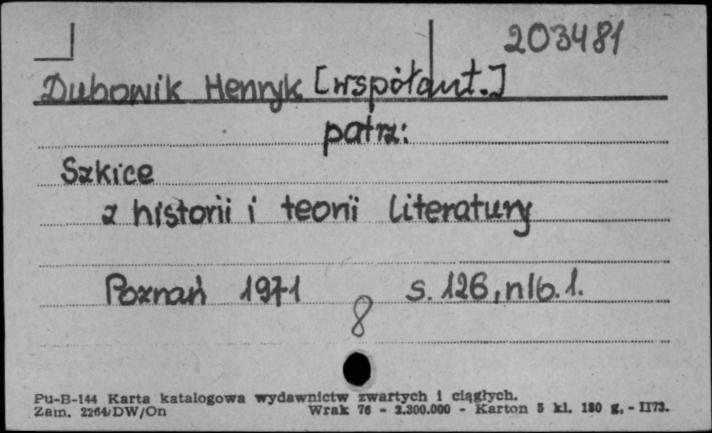 203481
Dubowik Henryk [współaut.]
patrz:
Szkice
z historii i teorii literatury
Poznań 1971 s. 126, nlb. 1.
8
Pu-B-144 Karta katalogowa wydawnictw zwartych i ciągłych.
Zam. 2264/DW/On Wrak 76 - 2.300.000 - Karton 5 kl. 180 g. - II73.